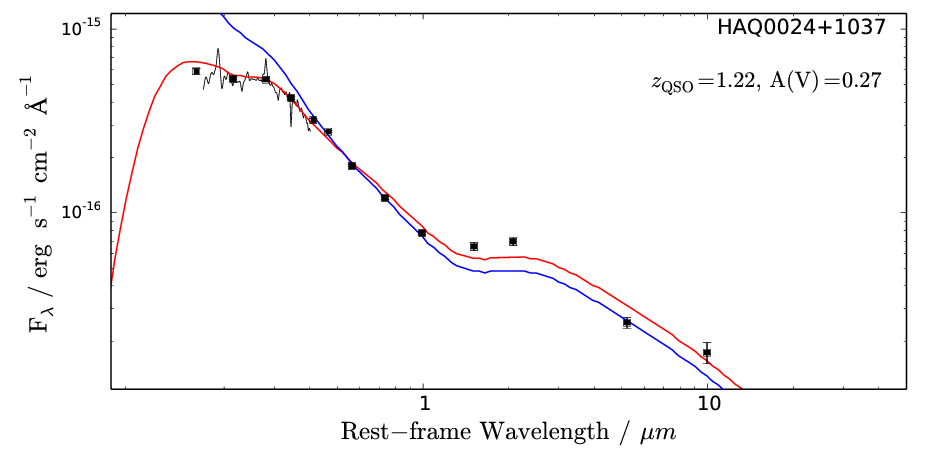 HAQ0024+1037
z_QSO=1.22, A(V)=0.27
10^-15
10^-16
F_λ / erg s^−1 cm^−2 Å^−1
1
10
Rest−frame Wavelength / μm